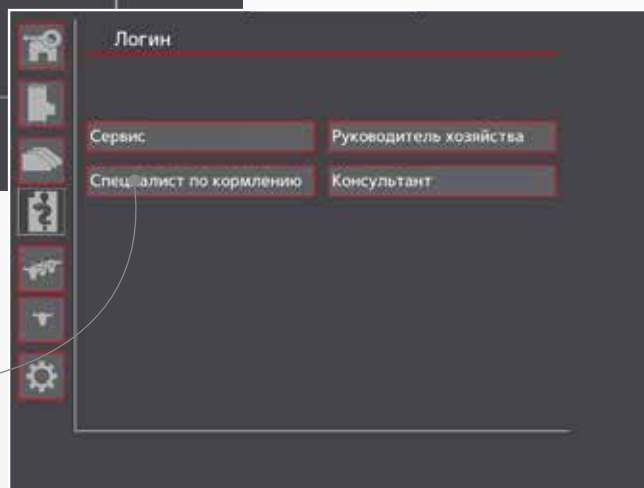 Логин
Сервис
Руководитель хозяйства
Специалист по кормлению
Консультант